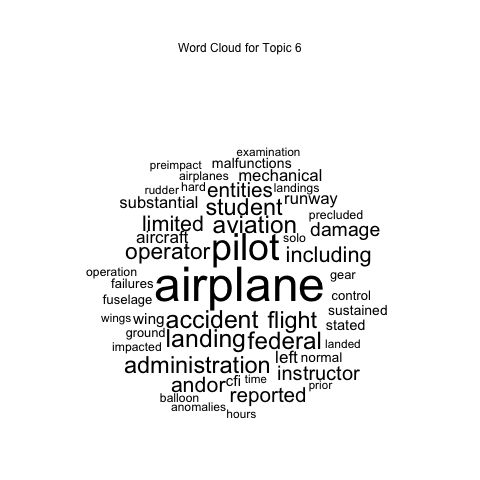 Word Cloud for Topic 6
examination
preimpact malfunctions
airplanes mechanical
rudder hard entities landings
substantial student runway
precluded
limited aviation damage
aircraft solo
operator pilot including
operation gear
failures airplane
fuselage control
sustained
wings wing accident flight stated
ground landing federal landed
impacted left normal
administration instructor
andor cfi time prior
balloon reported
anomalies hours